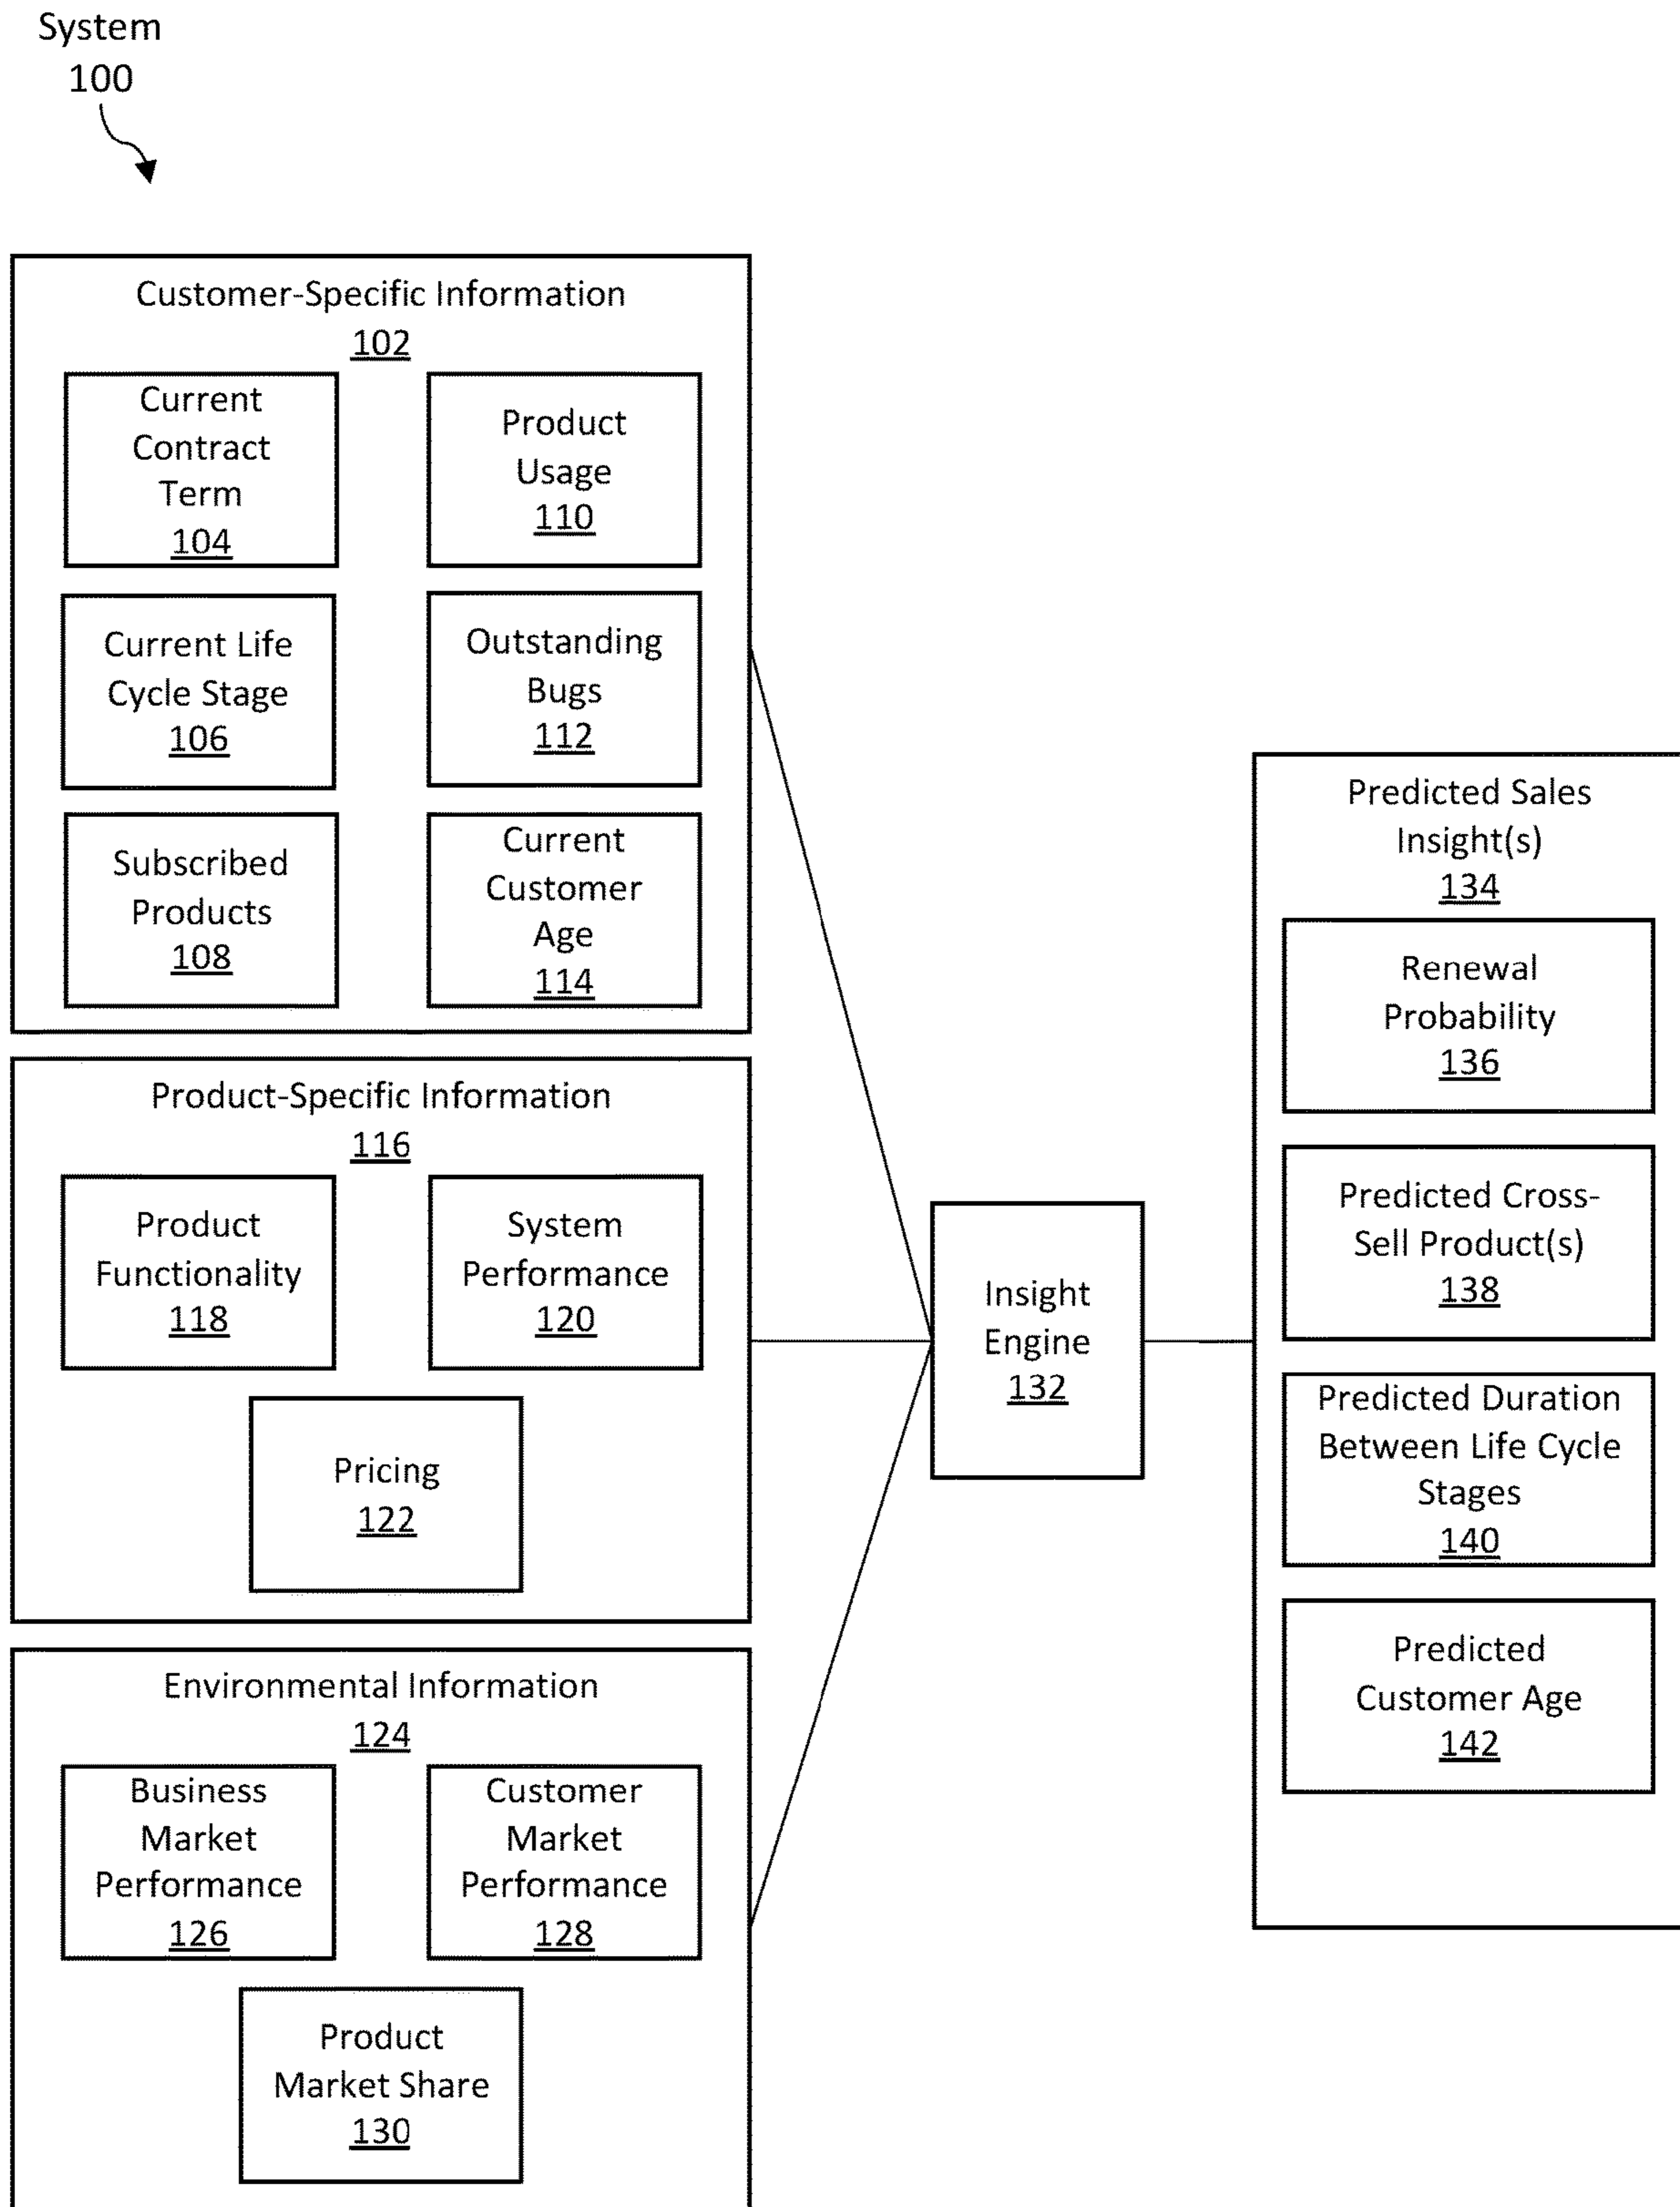 System
100
Customer-Specific Information
102
Current
Contract
Term
104
Product
Usage
110
Current Life
Cycle Stage
106
Outstanding
Bugs
112
Subscribed
Products
108
Current
Customer
Age
114
Product-Specific Information
116
Product
Functionality
118
System
Performance
120
Pricing
122
Environmental Information
124
Business
Market
Performance
126
Customer
Market
Performance
128
Product
Market Share
130
Insight
Engine
132
Predicted Sales
Insight(s)
134
Renewal
Probability
136
Predicted Cross-
Sell Product(s)
138
Predicted Duration
Between Life Cycle
Stages
140
Predicted
Customer Age
142